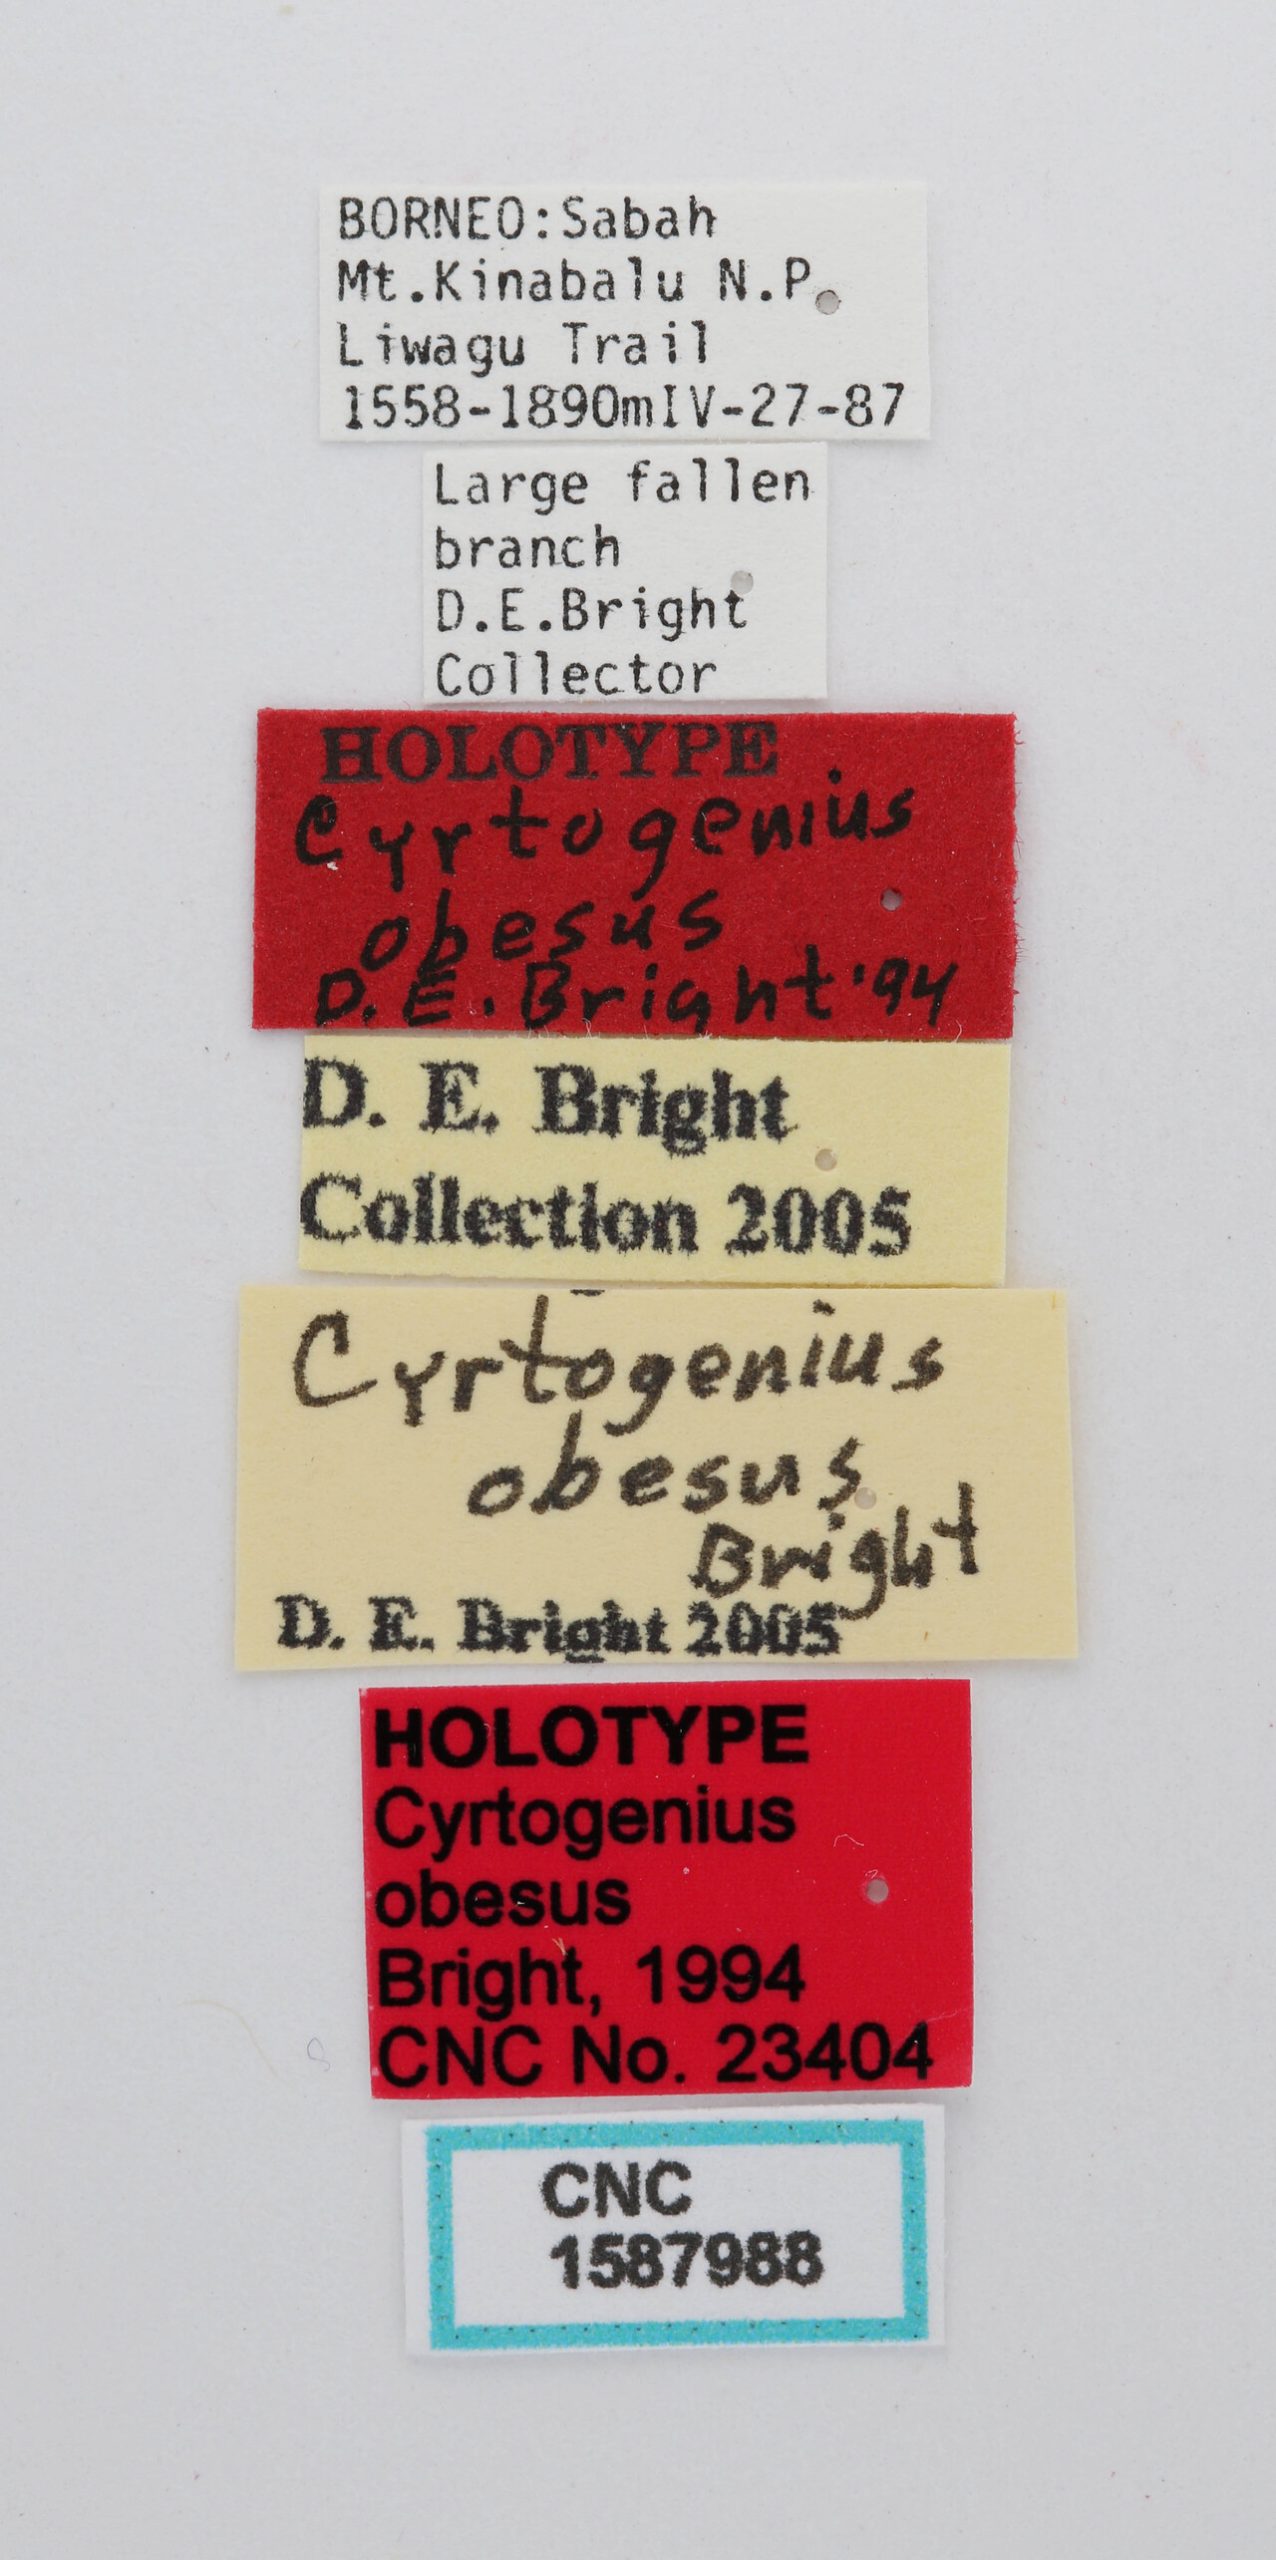 BORNEO:Sabah
Mt.Kinabalu N.P.
Liwagu Trail
1558-1890mIV-27-87
Large fallen
branch
D.E.Bright
Collector
HOLOTYPE
Cyrtogenius
obesus
D.E.Bright '94
D. E. Bright
Collection 2005
Cyrtogenius
obesus
Bright
D. E. Bright 2005
HOLOTYPE
Cyrtogenius
obesus
Bright, 1994
CNC No. 23404
CNC
1587988